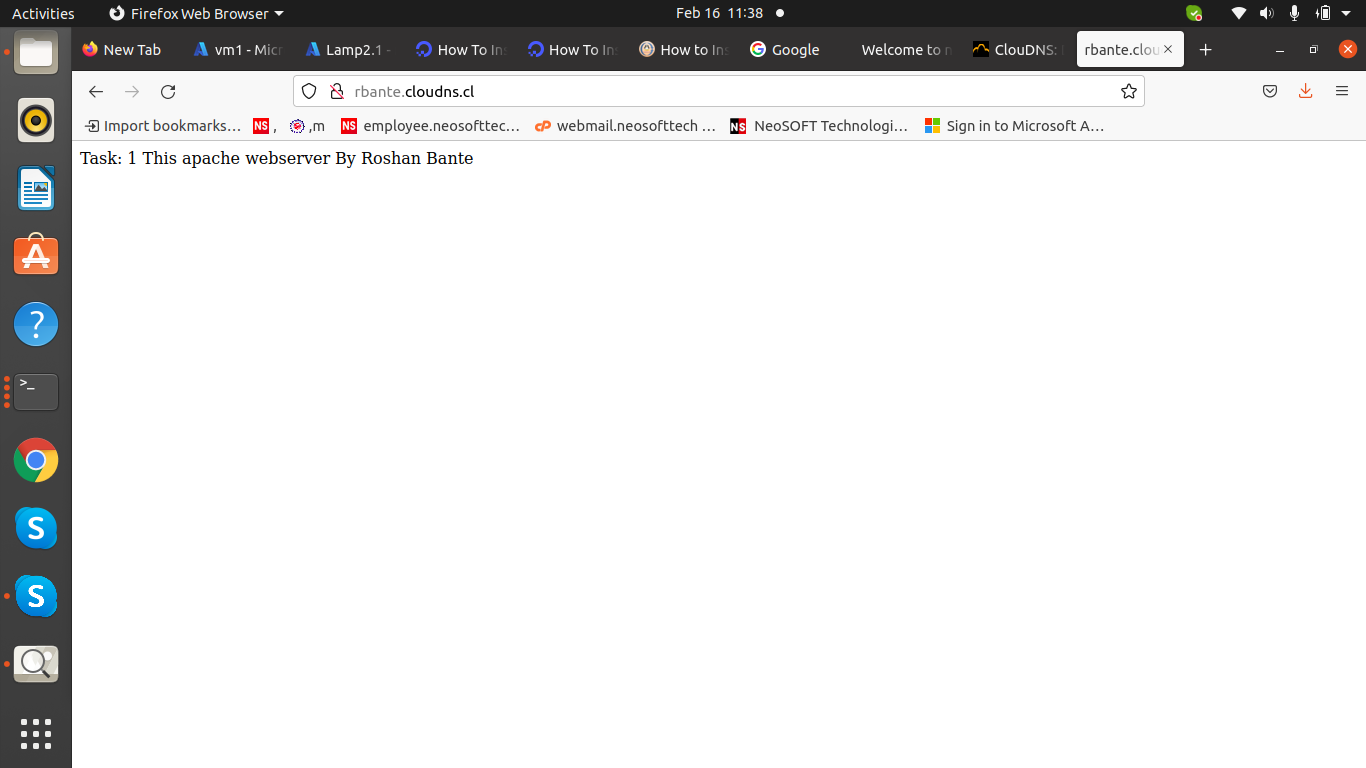 Activities Firefox Web Browser Feb 16 11:38
New Tab vm1 - Micr Lamp2.1 - How To Ins How To Ins How to Ins Google Welcome to n ClouDNS: rbante.clou
rbante.cloudns.cl
Import bookmarks... NS , ,m NS employee.neosofttec... cP webmail.neosofttech ... NS NeoSOFT Technologi... Sign in to Microsoft A...
Task: 1 This apache webserver By Roshan Bante
?
>_
S
S